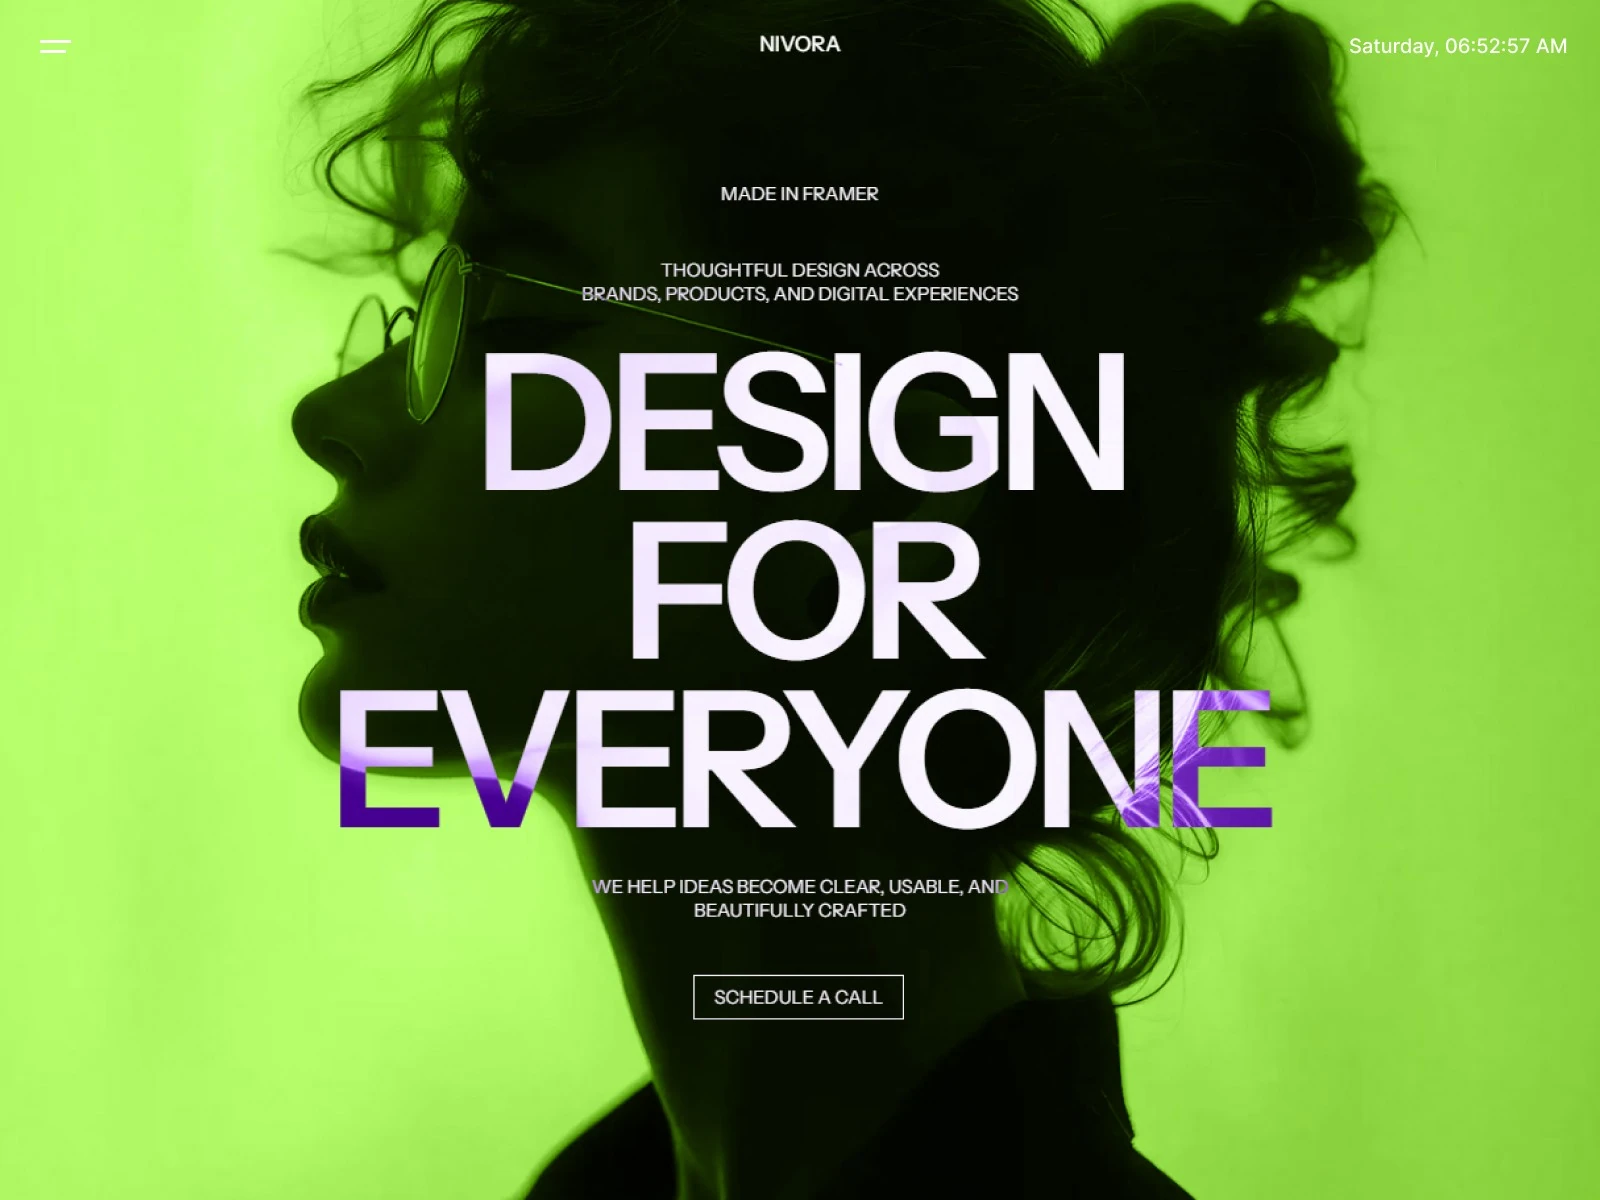 NIVORA
Saturday, 06:52:57 AM
MADE IN FRAMER
THOUGHTFUL DESIGN ACROSS
BRANDS, PRODUCTS, AND DIGITAL EXPERIENCES
DESIGN
FOR
EVERYONE
WE HELP IDEAS BECOME CLEAR, USABLE, AND
BEAUTIFULLY CRAFTED
SCHEDULE A CALL